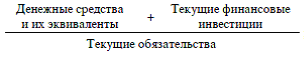 Денежные средства
и их эквиваленты
+
Текущие финансовые
инвестиции
Текущие обязательства